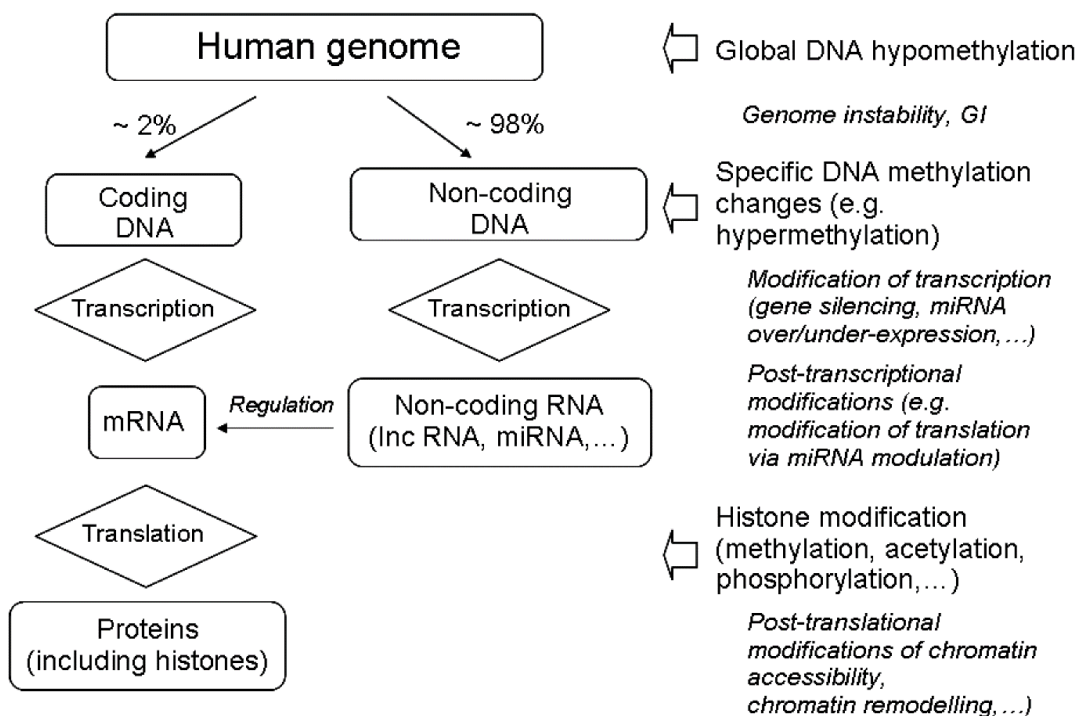 Human genome
~ 2%
~ 98%
Coding
DNA
Non-coding
DNA
Transcription
Transcription
mRNA
Regulation
Non-coding RNA
(lnc RNA, miRNA,...)
Translation
Proteins
(including histones)
Global DNA hypomethylation
Genome instability, GI
Specific DNA methylation
changes (e.g.
hypermethylation)
Modification of transcription
(gene silencing, miRNA
over/under-expression,...)
Post-transcriptional
modifications (e.g.
modification of translation
via miRNA modulation)
Histone modification
(methylation, acetylation,
phosphorylation,...)
Post-translational
modifications of chromatin
accessibility,
chromatin remodelling,...)